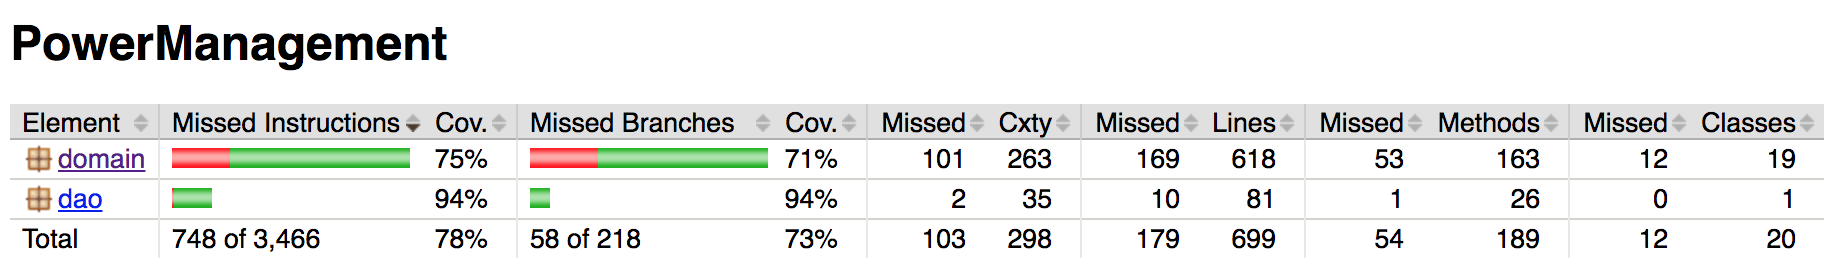 PowerManagement
Element Missed Instructions Cov. Missed Branches Cov. Missed Cxty Missed Lines Missed Methods Missed Classes
domain 75% 71% 101 263 169 618 53 163 12 19
dao 94% 94% 2 35 10 81 1 26 0 1
Total 748 of 3,466 78% 58 of 218 73% 103 298 179 699 54 189 12 20